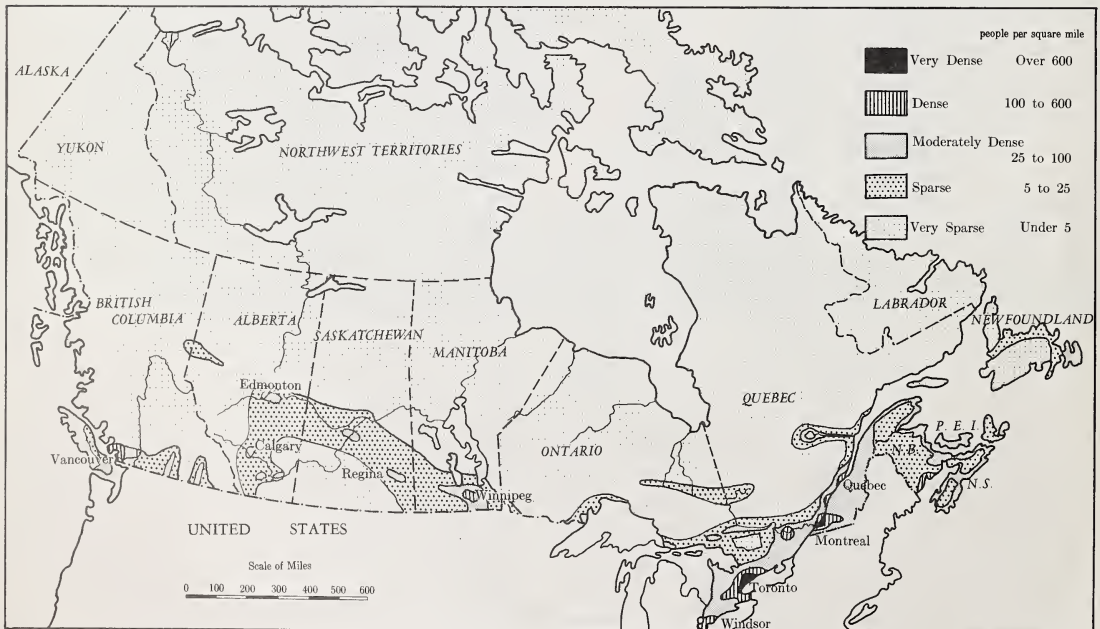 people per square mile
Very Dense Over 600
Dense 100 to 600
Moderately Dense
25 to 100
Sparse 5 to 25
Very Sparse Under 5
ALASKA
YUKON
NORTHWEST TERRITORIES
BRITISH
COLUMBIA
ALBERTA
SASKATCHEWAN
MANITOBA
LABRADOR
NEWFOUNDLAND
Edmonton
QUEBEC
P. E. I.
Calgary
ONTARIO
N.B.
Vancouver
Regina
Quebec
N.S.
Winnipeg
UNITED STATES
Montreal
Scale of Miles
0 100 200 300 400 500 600
Toronto
Windsor